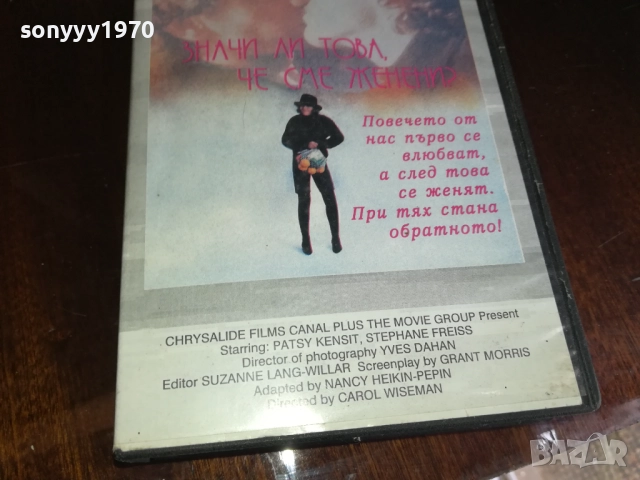 sonyyy1970
ЗНАЧИ ЛИ ТОВА,
ЧЕ СМЕ ЖЕНЕНИ?
Повечето от
нас първо се
влюбват,
а след това
се женят.
При тях стана
обратното!
CHRYSALIDE FILMS CANAL PLUS THE MOVIE GROUP Present
Starring: PATSY KENSIT, STEPHANE FREISS
Director of photography YVES DAHAN
Editor SUZANNE LANG-WILLAR Screenplay by GRANT MORRIS
Adapted by NANCY HEIKIN-PEPIN
Directed by CAROL WISEMAN
BAZAR